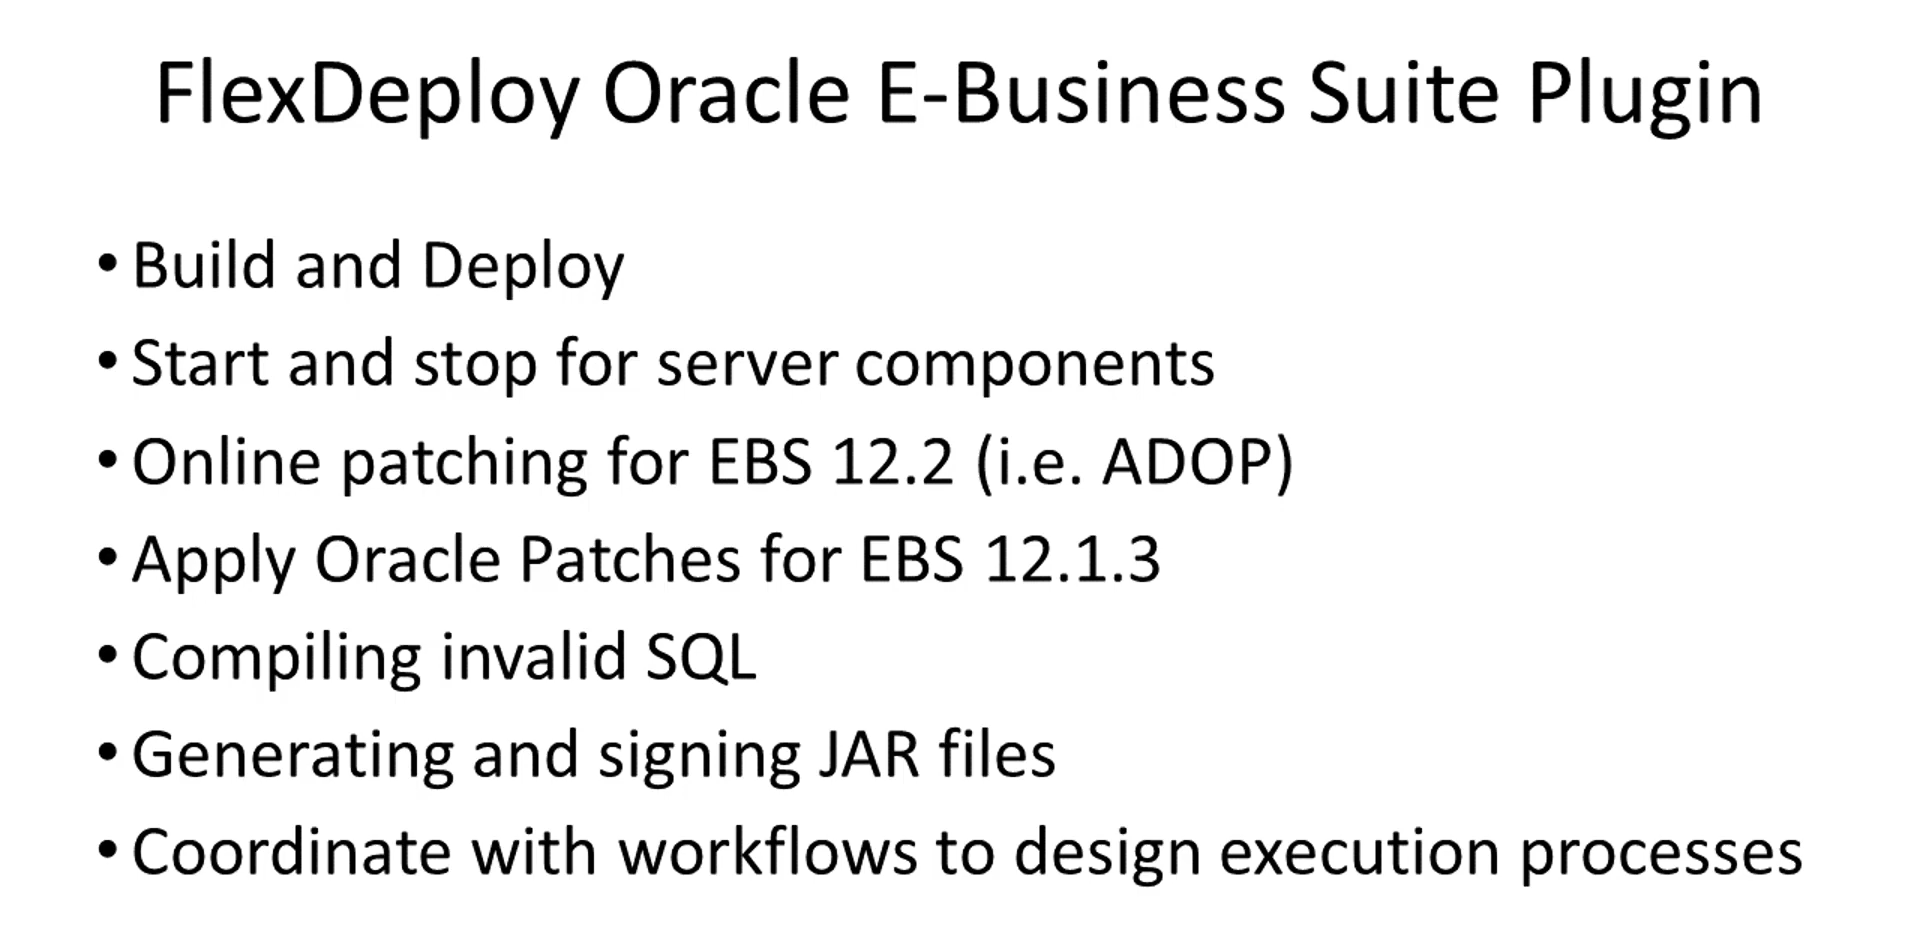 FlexDeploy Oracle E-Business Suite Plugin
• Build and Deploy
• Start and stop for server components
• Online patching for EBS 12.2 (i.e. ADOP)
• Apply Oracle Patches for EBS 12.1.3
• Compiling invalid SQL
• Generating and signing JAR files
• Coordinate with workflows to design execution processes